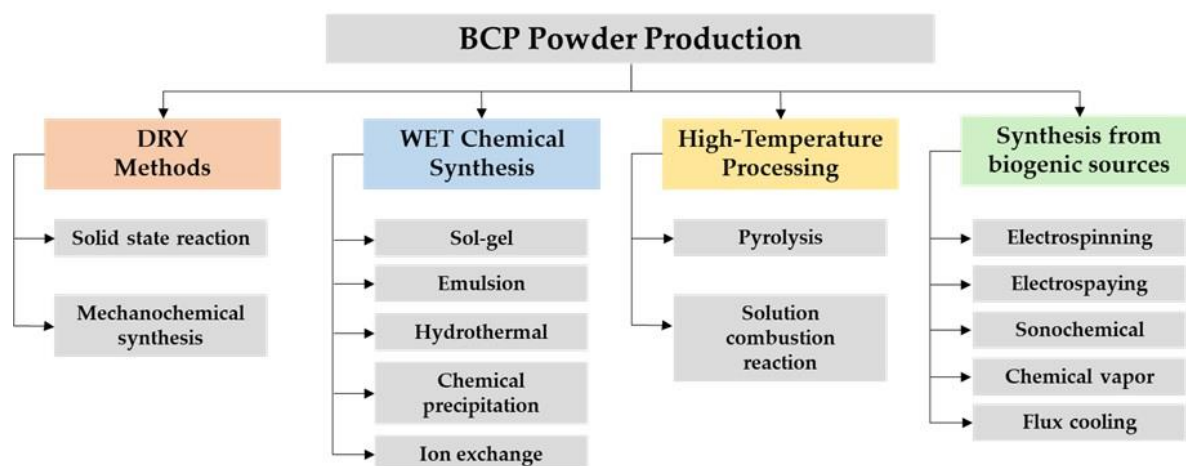 BCP Powder Production
DRY
Methods
Solid state reaction
Mechanochemical
synthesis
WET Chemical
Synthesis
Sol-gel
Emulsion
Hydrothermal
Chemical
precipitation
Ion exchange
High-Temperature
Processing
Pyrolysis
Solution
combustion
reaction
Synthesis from
biogenic sources
Electrospinning
Electrospaying
Sonochemical
Chemical vapor
Flux cooling